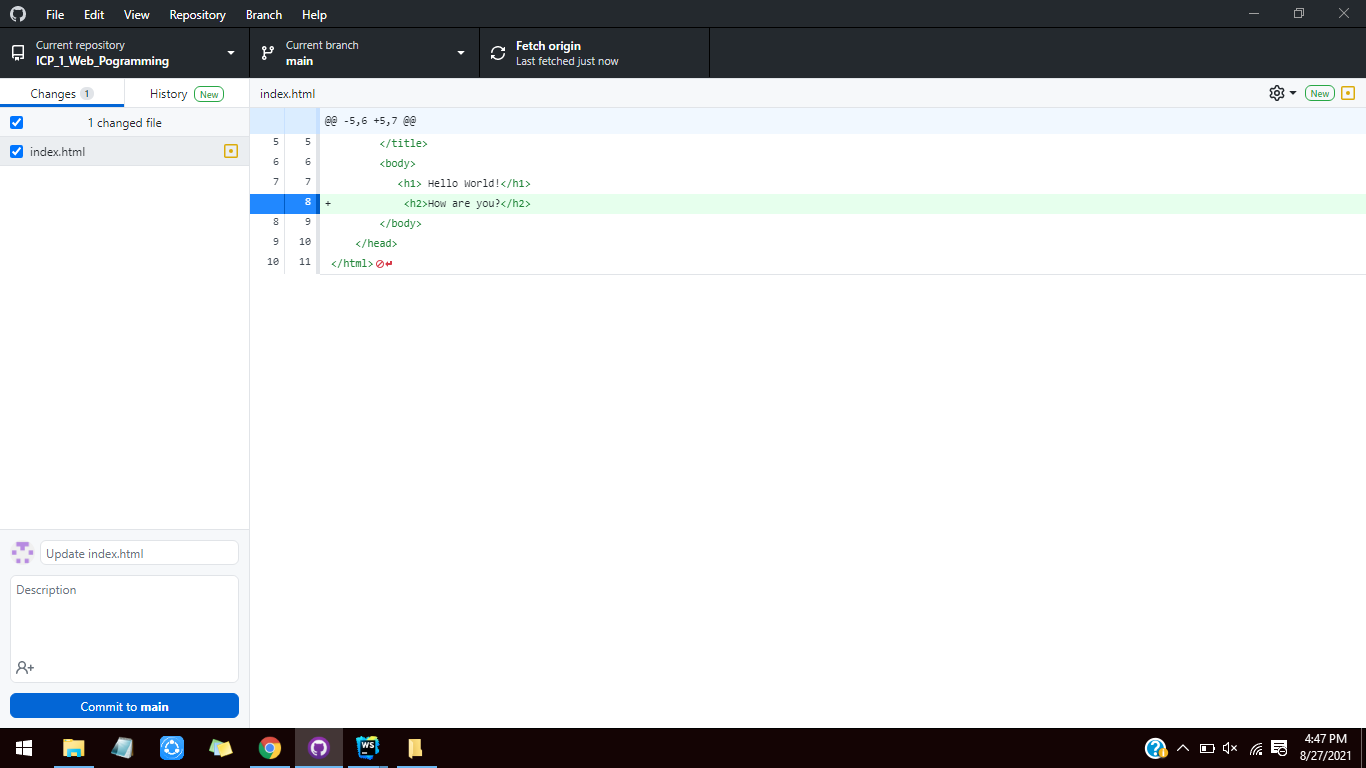 File Edit View Repository Branch Help
Current repository
ICP_1_Web_Pogramming
Current branch
main
Fetch origin
Last fetched just now
Changes 1 History New
index.html New
1 changed file
index.html
@@ -5,6 +5,7 @@
5 5 </title>
6 6 <body>
7 7 <h1> Hello World!</h1>
8 + <h2>How are you?</h2>
8 9 </body>
9 10 </head>
10 11 </html>
Update index.html
Description
Commit to main
WS
4:47 PM
8/27/2021